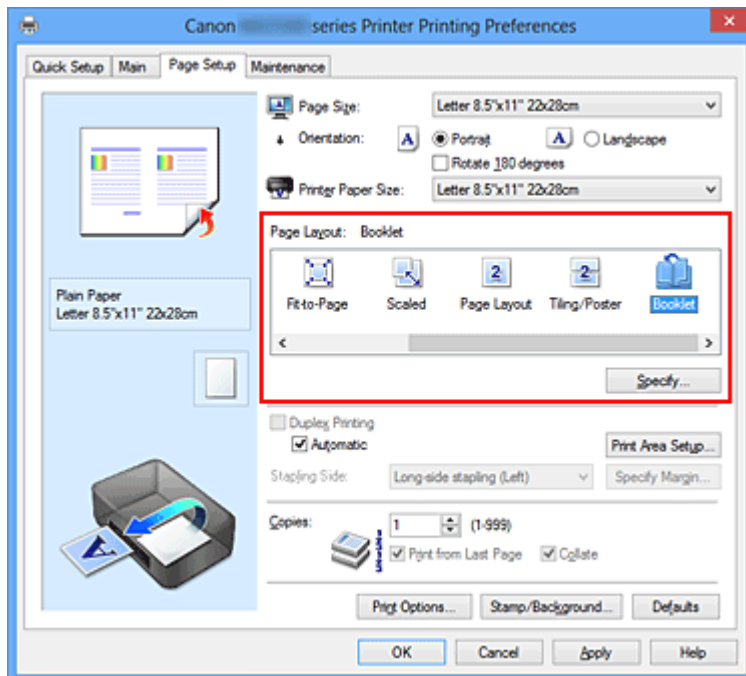 Canon series Printer Printing Preferences
Quick Setup Main Page Setup Maintenance
Page Size: Letter 8.5"x11" 22x28cm
Orientation: A Portrait A Landscape
Rotate 180 degrees
Printer Paper Size: Letter 8.5"x11" 22x28cm
Page Layout: Booklet
Fit-to-Page Scaled Page Layout Tiling/Poster Booklet
Specify...
Plain Paper
Letter 8.5"x11" 22x28cm
Duplex Printing
Automatic Print Area Setup...
Stapling Side: Long-side stapling (Left) Specify Margin...
Copies: 1 (1-999)
Print from Last Page Collate
Print Options... Stamp/Background... Defaults
OK Cancel Apply Help